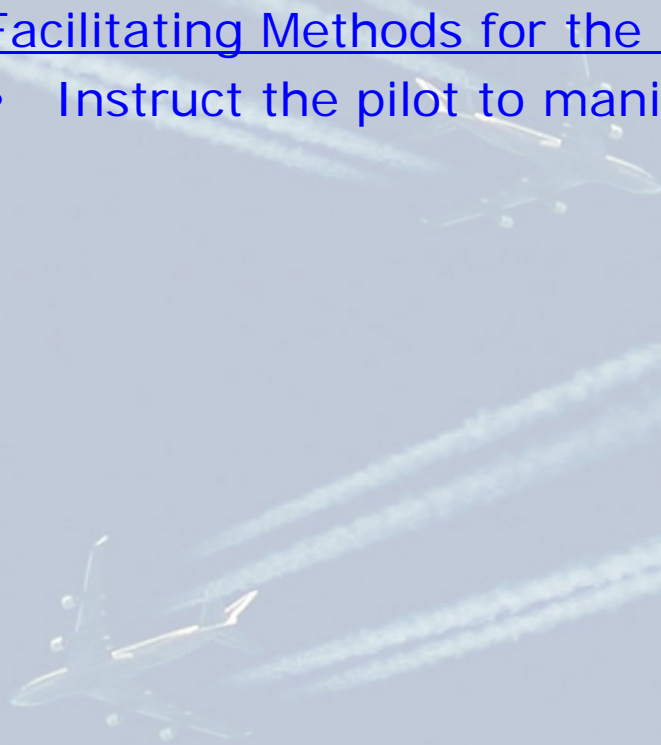 Facilitating Methods for the
• Instruct the pilot to mani